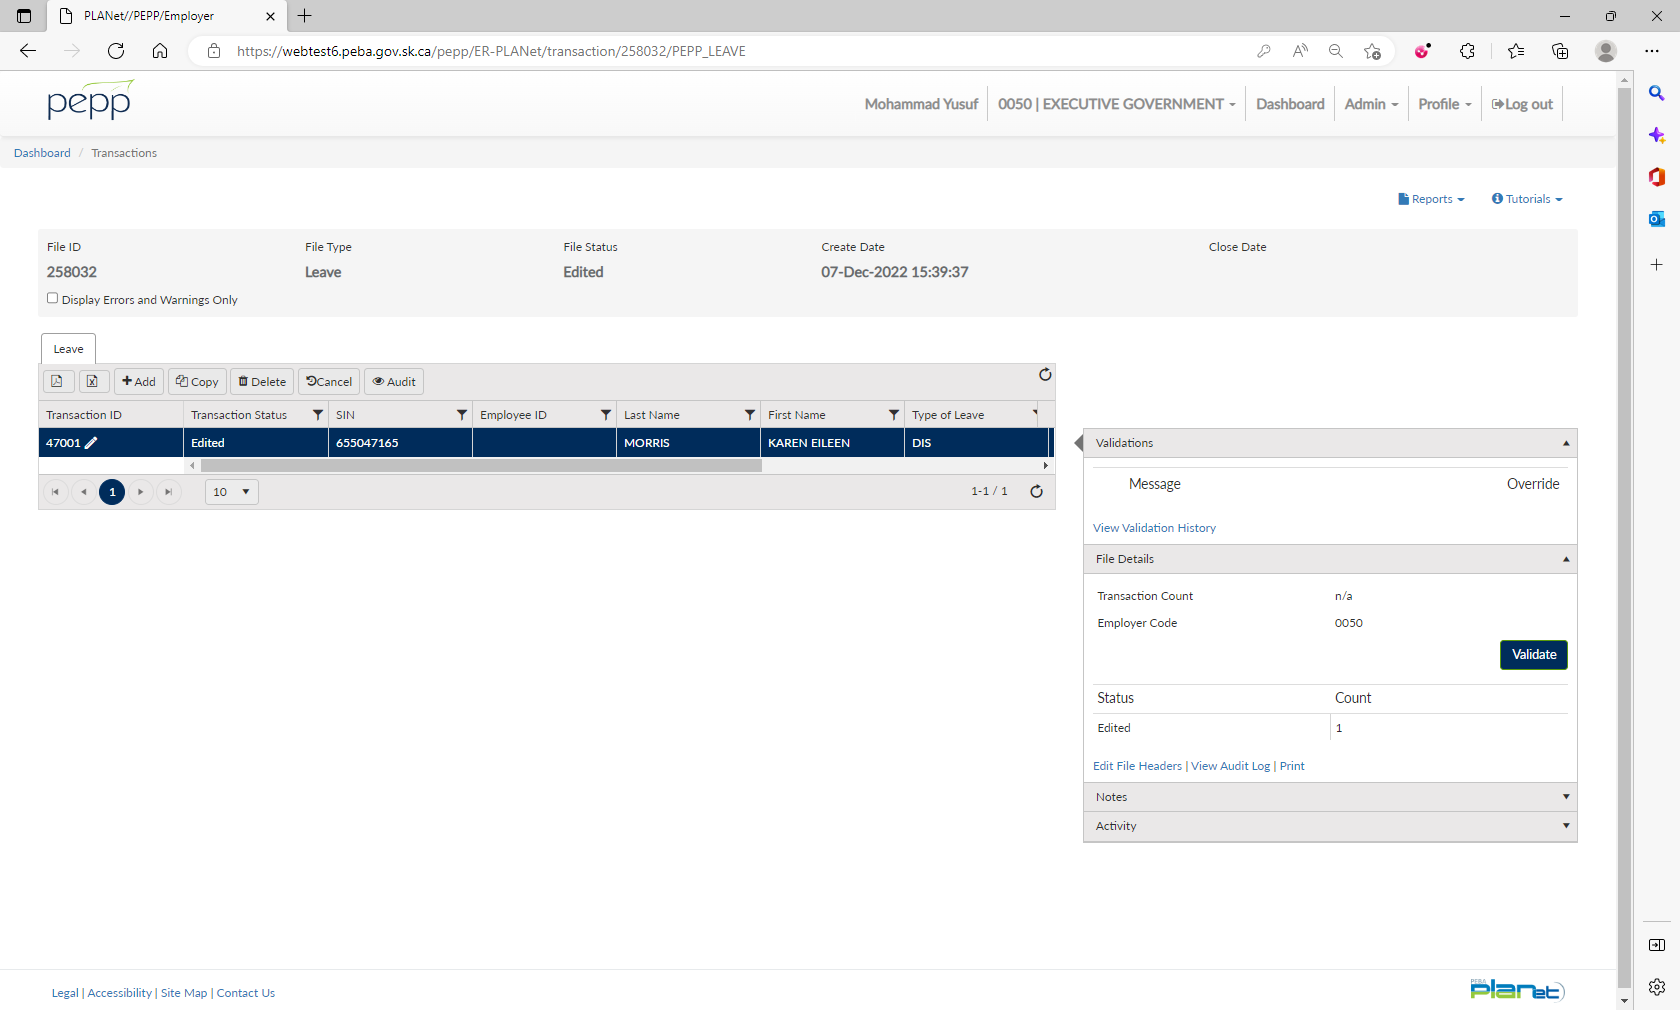 PLANet//PEPP/Employer
https://webtest6.peba.gov.sk.ca/pepp/ER-PLANet/transaction/258032/PEPP_LEAVE
pepp
Mohammad Yusuf
0050 | EXECUTIVE GOVERNMENT
Dashboard
Admin
Profile
Log out
Dashboard / Transactions
Reports
Tutorials
File ID
File Type
File Status
Create Date
Close Date
258032
Leave
Edited
07-Dec-2022 15:39:37
Display Errors and Warnings Only
Leave
Add
Copy
Delete
Cancel
Audit
Transaction ID
Transaction Status
SIN
Employee ID
Last Name
First Name
Type of Leave
47001
Edited
655047165
MORRIS
KAREN EILEEN
DIS
1
10
1-1 / 1
Validations
Message
Override
View Validation History
File Details
Transaction Count
n/a
Employer Code
0050
Validate
Status
Count
Edited
1
Edit File Headers | View Audit Log | Print
Notes
Activity
Legal | Accessibility | Site Map | Contact Us
PEBA
planet